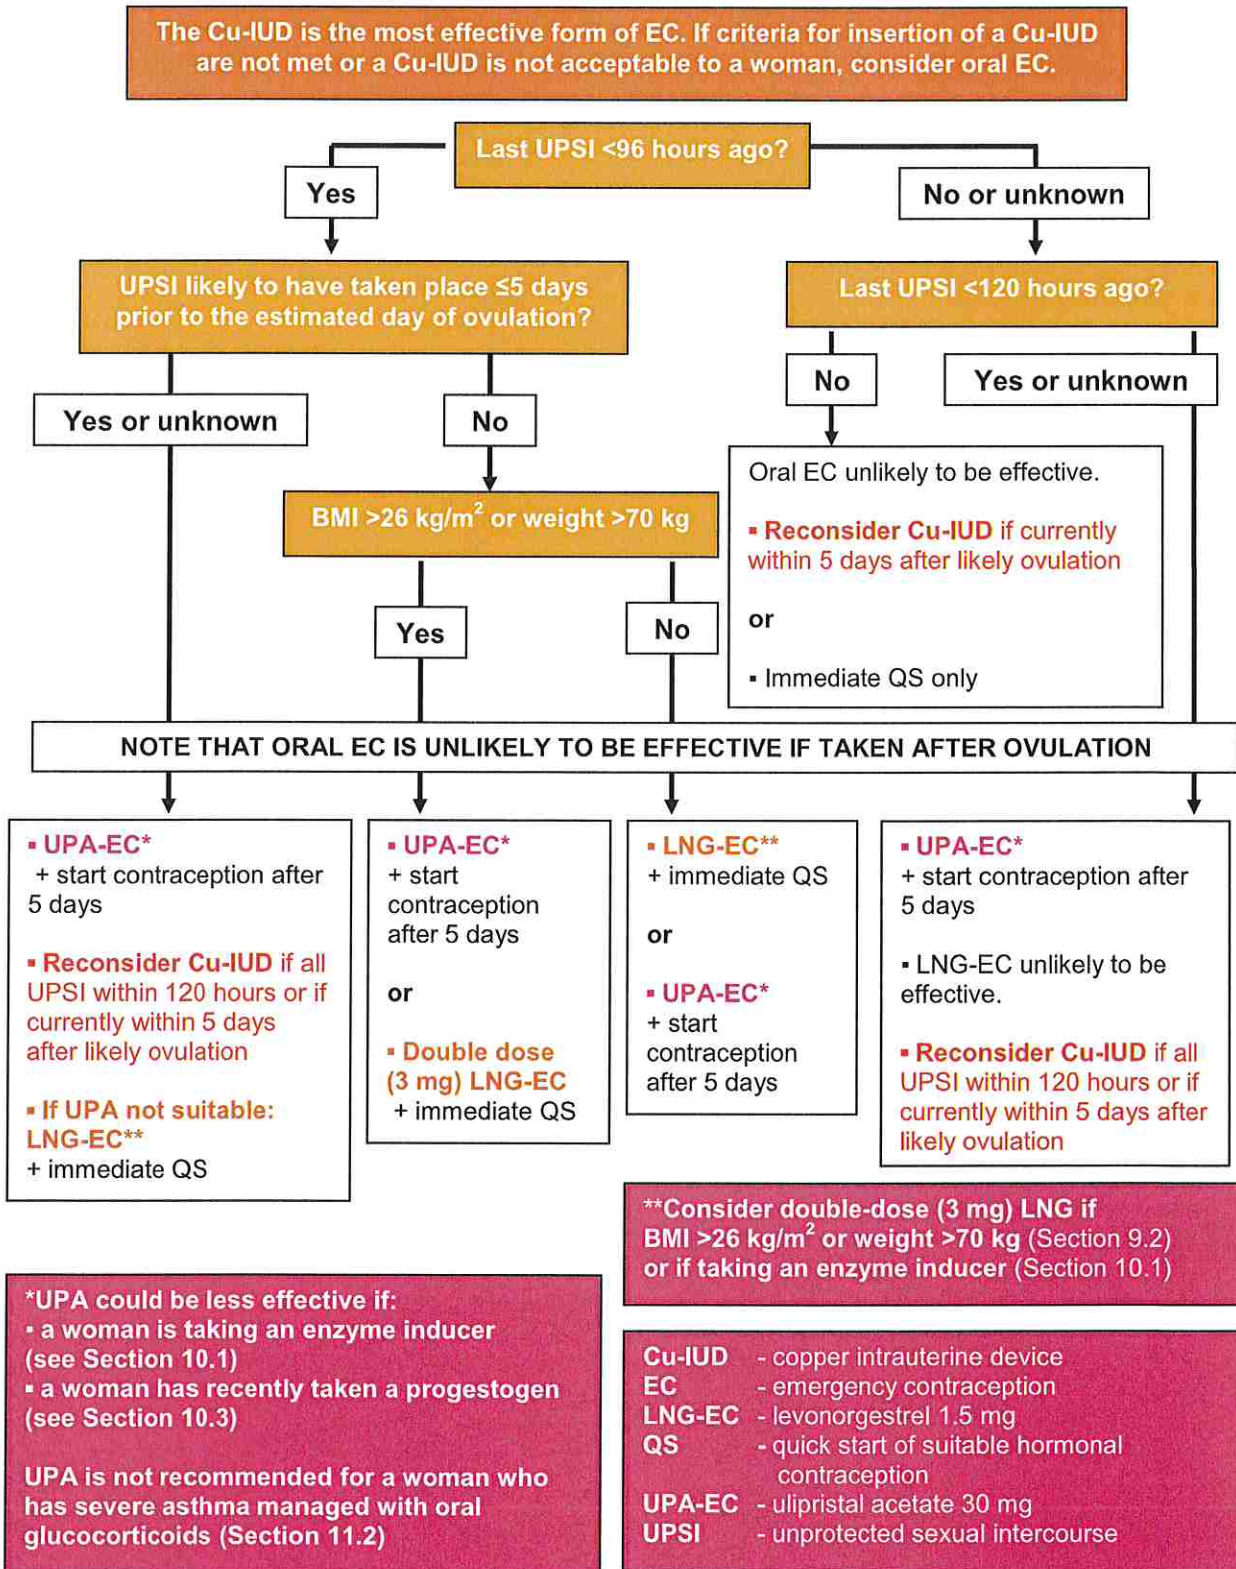 The Cu-IUD is the most effective form of EC. If criteria for insertion of a Cu-IUD
are not met or a Cu-IUD is not acceptable to a woman, consider oral EC.
Last UPSI <96 hours ago?
Yes
No or unknown
UPSI likely to have taken place ≤5 days
prior to the estimated day of ovulation?
Last UPSI <120 hours ago?
Yes or unknown
No
No
Yes or unknown
BMI >26 kg/m² or weight >70 kg
Oral EC unlikely to be effective.
▪ Reconsider Cu-IUD if currently
within 5 days after likely ovulation
or
▪ Immediate QS only
Yes
No
NOTE THAT ORAL EC IS UNLIKELY TO BE EFFECTIVE IF TAKEN AFTER OVULATION
▪ UPA-EC*
+ start contraception after
5 days
▪ Reconsider Cu-IUD if all
UPSI within 120 hours or if
currently within 5 days
after likely ovulation
▪ If UPA not suitable:
LNG-EC**
+ immediate QS
▪ UPA-EC*
+ start
contraception
after 5 days
or
▪ Double dose
(3 mg) LNG-EC
+ immediate QS
▪ LNG-EC**
+ immediate QS
or
▪ UPA-EC*
+ start
contraception
after 5 days
▪ UPA-EC*
+ start contraception after
5 days
▪ LNG-EC unlikely to be
effective.
▪ Reconsider Cu-IUD if all
UPSI within 120 hours or if
currently within 5 days after
likely ovulation
**Consider double-dose (3 mg) LNG if
BMI >26 kg/m² or weight >70 kg (Section 9.2)
or if taking an enzyme inducer (Section 10.1)
*UPA could be less effective if:
▪ a woman is taking an enzyme inducer
(see Section 10.1)
▪ a woman has recently taken a progestogen
(see Section 10.3)
UPA is not recommended for a woman who
has severe asthma managed with oral
glucocorticoids (Section 11.2)
Cu-IUD - copper intrauterine device
EC - emergency contraception
LNG-EC - levonorgestrel 1.5 mg
QS - quick start of suitable hormonal
contraception
UPA-EC - ulipristal acetate 30 mg
UPSI - unprotected sexual intercourse